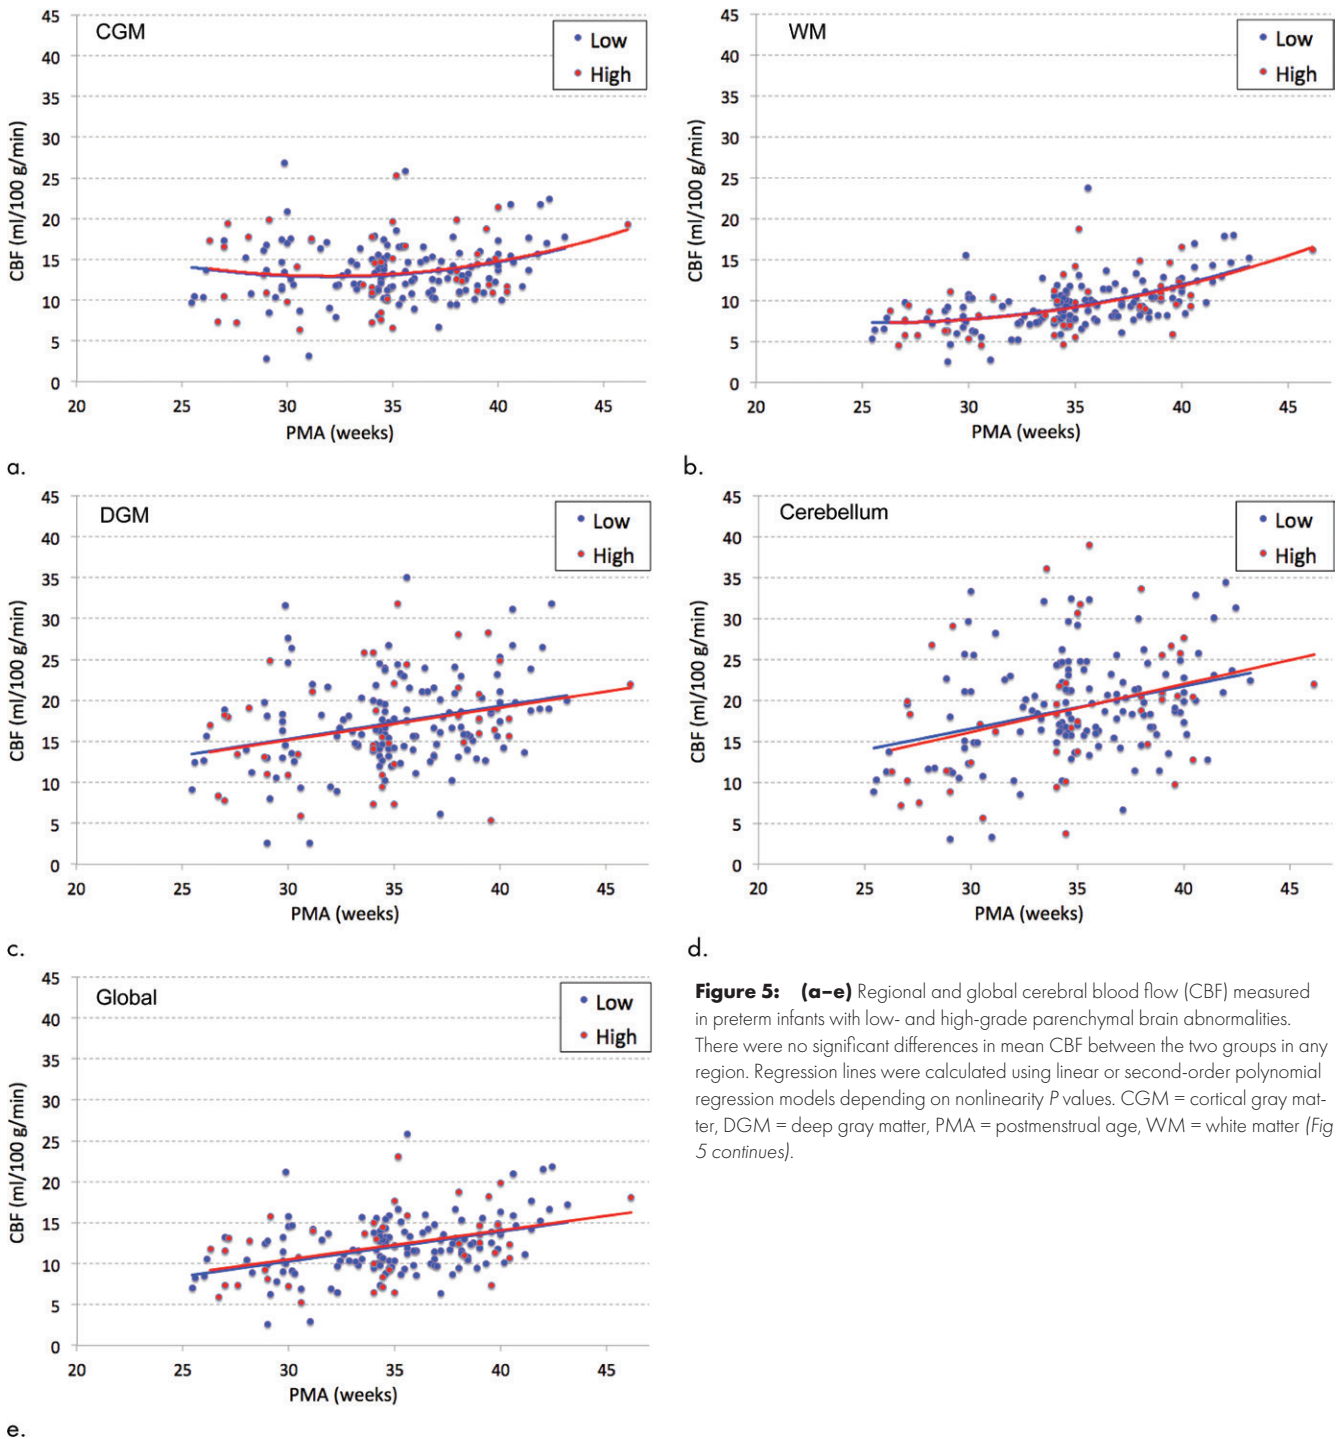 CGM
Low
High
45
40
35
30
25
20
15
10
5
0
CBF (ml/100 g/min)
20 25 30 35 40 45
PMA (weeks)
a.
WM
Low
High
45
40
35
30
25
20
15
10
5
0
CBF (ml/100 g/min)
20 25 30 35 40 45
PMA (weeks)
b.
DGM
Low
High
45
40
35
30
25
20
15
10
5
0
CBF (ml/100 g/min)
20 25 30 35 40 45
PMA (weeks)
c.
Cerebellum
Low
High
45
40
35
30
25
20
15
10
5
0
CBF (ml/100 g/min)
20 25 30 35 40 45
PMA (weeks)
d.
Global
Low
High
45
40
35
30
25
20
15
10
5
0
CBF (ml/100 g/min)
20 25 30 35 40 45
PMA (weeks)
e.
Figure 5: (a–e) Regional and global cerebral blood flow (CBF) measured
in preterm infants with low- and high-grade parenchymal brain abnormalities.
There were no significant differences in mean CBF between the two groups in any
region. Regression lines were calculated using linear or second-order polynomial
regression models depending on nonlinearity P values. CGM = cortical gray mat-
ter, DGM = deep gray matter, PMA = postmenstrual age, WM = white matter (Fig
5 continues).